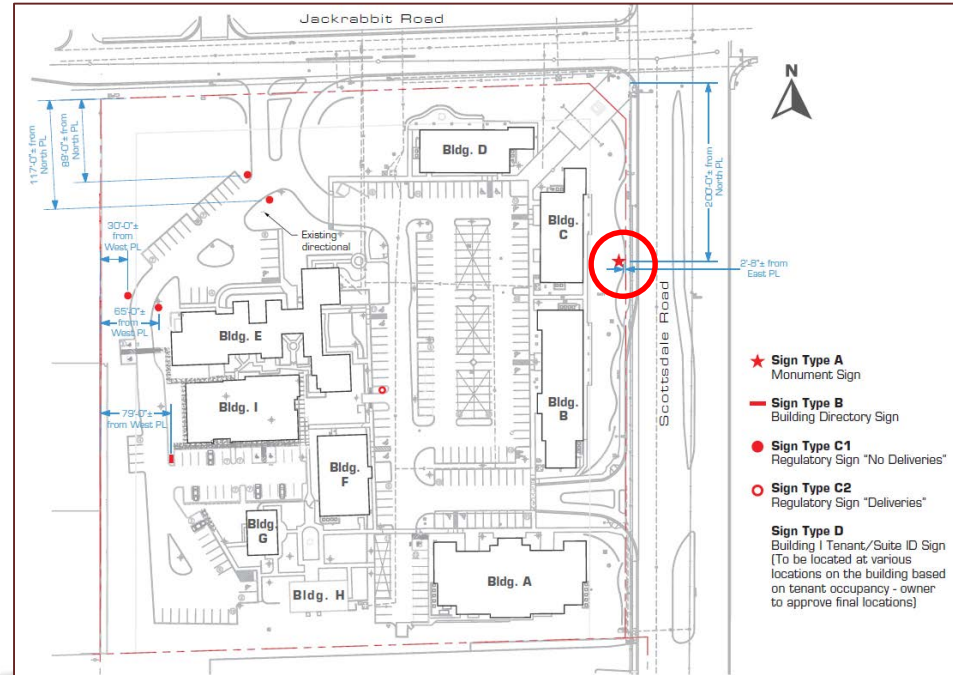 Jackrabbit Road
N
117'-0"± from
North PL
89'-0"± from
North PL
200'-0"± from
North PL
Bldg. D
Bldg.
C
30'-0"±
from
West PL
Existing
directional
2'-8"± from
East PL
65'-0"±
from
West PL
Bldg. E
Scottsdale Road
Bldg. I
Bldg.
B
79'-0"±
from West PL
Bldg.
F
Bldg.
G
Bldg. H
Bldg. A
Sign Type A
Monument Sign
Sign Type B
Building Directory Sign
Sign Type C1
Regulatory Sign "No Deliveries"
Sign Type C2
Regulatory Sign "Deliveries"
Sign Type D
Building I Tenant/Suite ID Sign
(To be located at various
locations on the building based
on tenant occupancy - owner
to approve final locations)